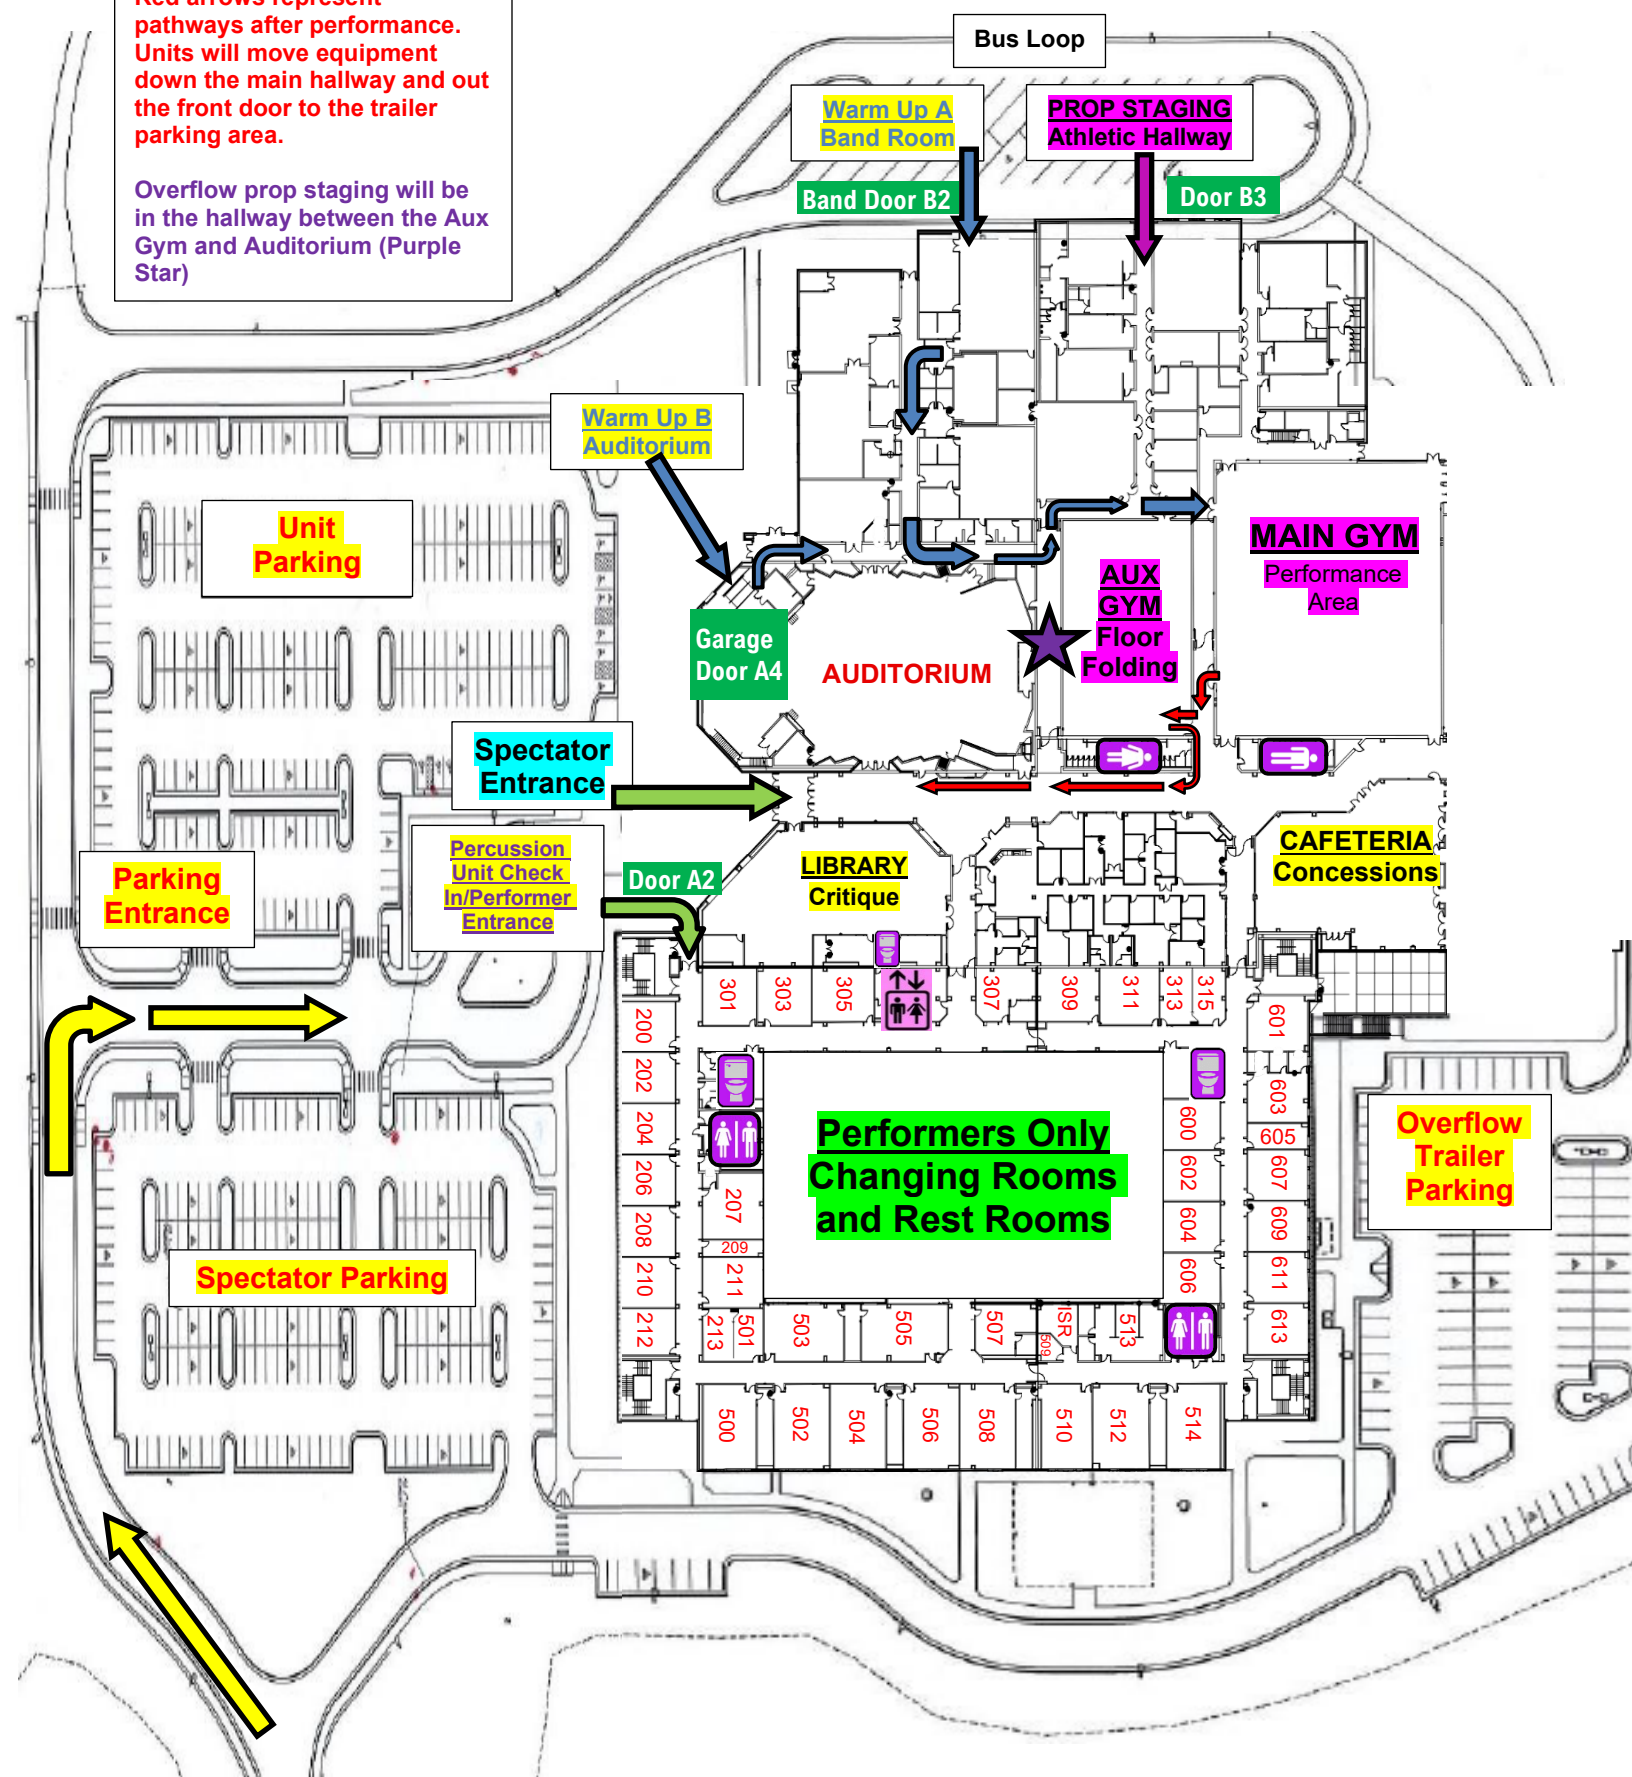 Red arrows represent
pathways after performance.
Units will move equipment
down the main hallway and out
the front door to the trailer
parking area.
Overflow prop staging will be
in the hallway between the Aux
Gym and Auditorium (Purple
Star)
Bus Loop
Warm Up A
Band Room
PROP STAGING
Athletic Hallway
Band Door B2
Door B3
Warm Up B
Auditorium
Unit
Parking
MAIN GYM
Performance
Area
AUX
GYM
Floor
Folding
Garage
Door A4
AUDITORIUM
Spectator
Entrance
Percussion
Unit Check
In/Performer
Entrance
Door A2
LIBRARY
Critique
CAFETERIA
Concessions
Parking
Entrance
301
303
305
307
309
311
313
315
200
202
204
206
208
210
212
207
209
211
213
501
503
505
507
ISR
509
513
600
602
604
606
601
603
605
607
609
611
613
Performers Only
Changing Rooms
and Rest Rooms
Overflow
Trailer
Parking
Spectator Parking
500
502
504
506
508
510
512
514